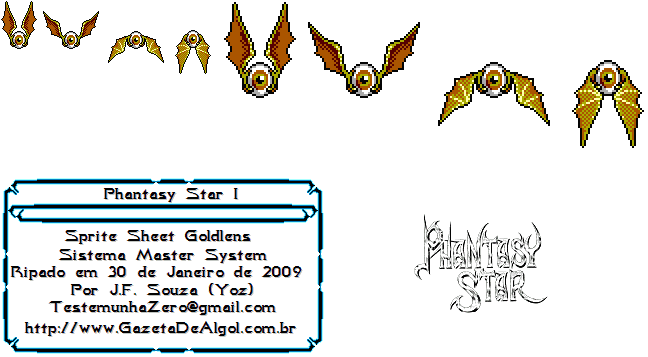 Phantasy Star I
Sprite Sheet Goldlens
Sistema Master System
Ripado em 30 de Janeiro de 2009
Por J.F. Souza (Yoz)
TestemunhaZero@gmail.com
http://www.GazetaDeAlgol.com.br
PHANTASY
STAR